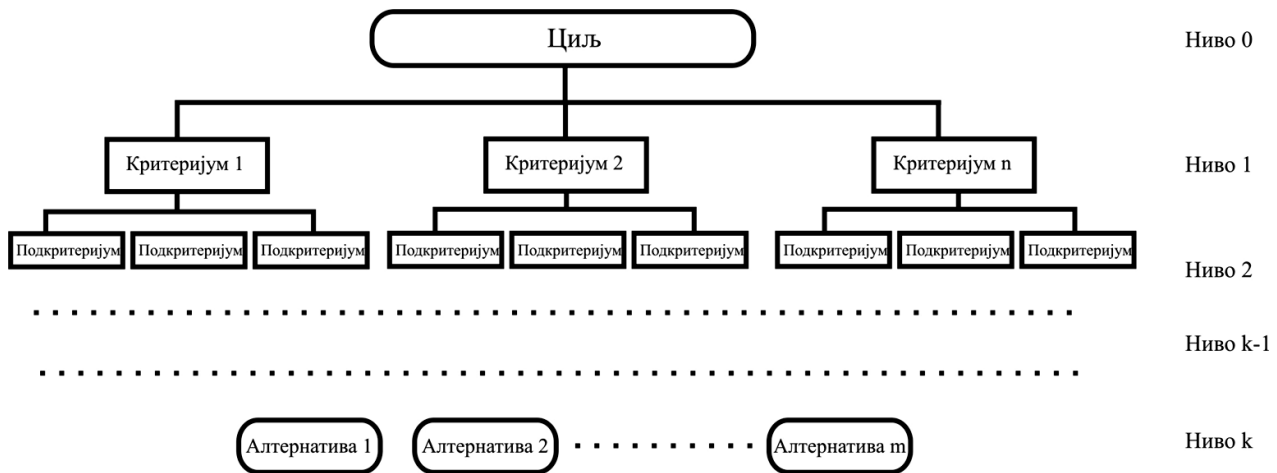 Циљ
Ниво 0
Критеријум 1
Критеријум 2
Критеријум n
Ниво 1
Подкритеријум
Подкритеријум
Подкритеријум
Подкритеријум
Подкритеријум
Подкритеријум
Подкритеријум
Подкритеријум
Подкритеријум
Ниво 2
Ниво k-1
Алтернатива 1
Алтернатива 2
Алтернатива m
Ниво k